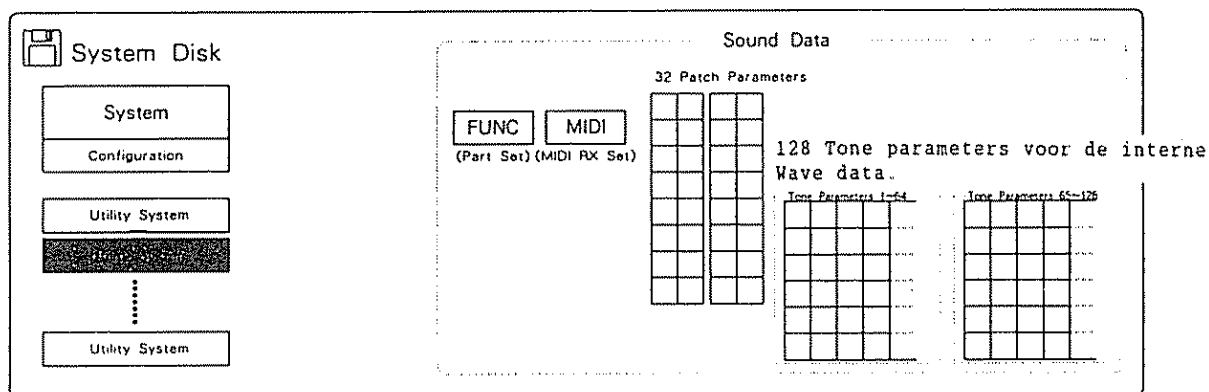 System Disk
System
Configuration
Utility System
Utility System
Sound Data
32 Patch Parameters
FUNC
MIDI
(Part Set) (MIDI RX Set)
128 Tone parameters voor de interne
Wave data.
Tone Parameters 1~64
Tone Parameters 65~128